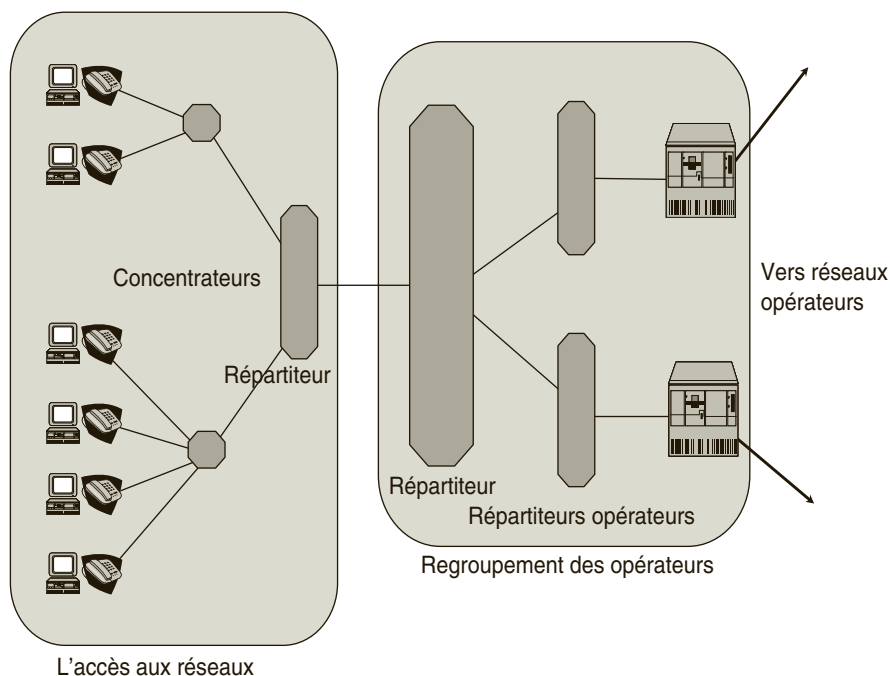 Concentrateurs
Répartiteur
Vers réseaux
opérateurs
Répartiteur
Répartiteurs opérateurs
Regroupement des opérateurs
L'accès aux réseaux